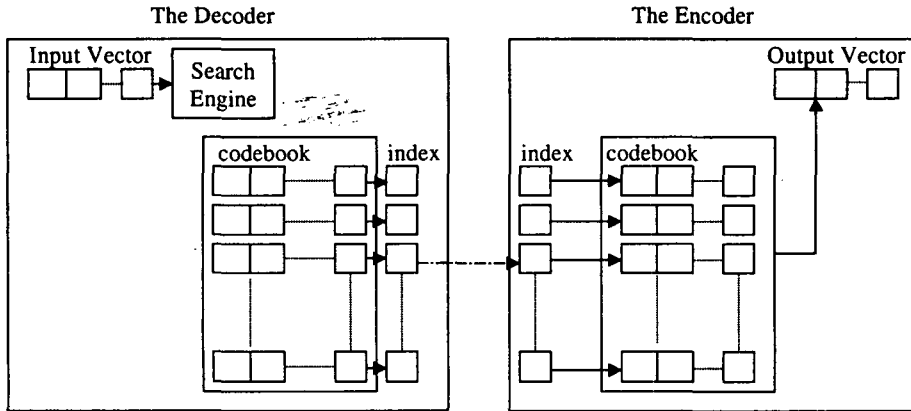 The Decoder
The Encoder
Input Vector
Search
Engine
codebook
index
Output Vector
index
codebook